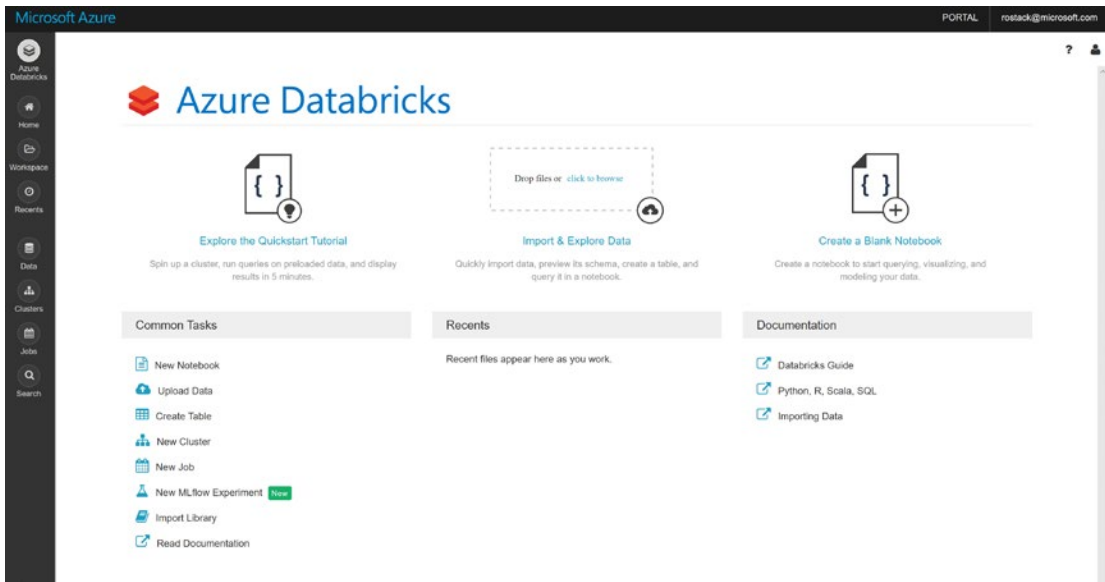 Microsoft Azure
PORTAL
rostack@microsoft.com
Azure
Databricks
Home
Workspace
Recents
Data
Clusters
Jobs
Search
?
Azure Databricks
{ }
Explore the Quickstart Tutorial
Spin up a cluster, run queries on preloaded data, and display
results in 5 minutes.
Drop files or click to browse
Import & Explore Data
Quickly import data, preview its schema, create a table, and
query it in a notebook.
{ }
Create a Blank Notebook
Create a notebook to start querying, visualizing, and
modeling your data.
Common Tasks
New Notebook
Upload Data
Create Table
New Cluster
New Job
New MLflow Experiment New
Import Library
Read Documentation
Recents
Recent files appear here as you work.
Documentation
Databricks Guide
Python, R, Scala, SQL
Importing Data